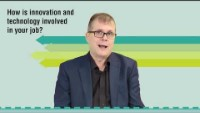 How is innovation and
technology involved
in your job?